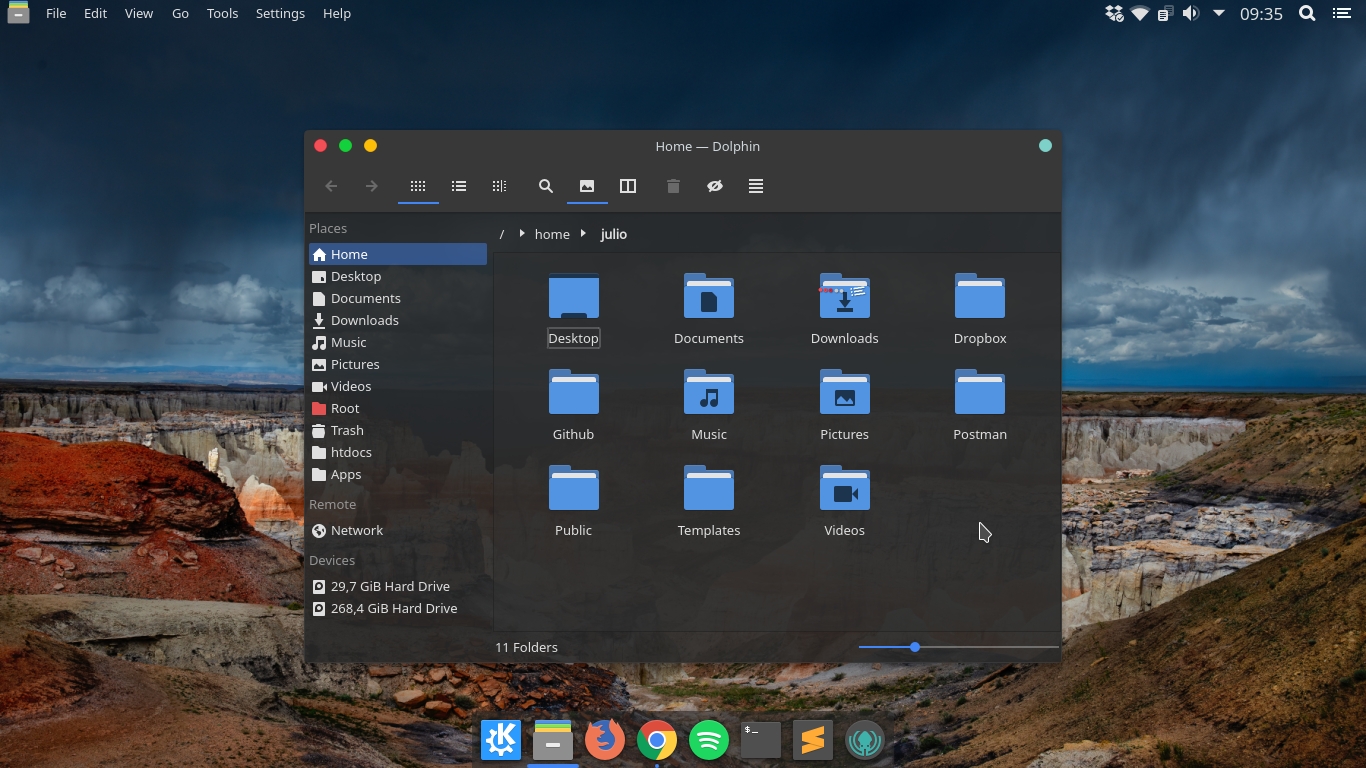 File Edit View Go Tools Settings Help 09:35
Home — Dolphin
Places
Home
Desktop
Documents
Downloads
Music
Pictures
Videos
Root
Trash
htdocs
Apps
Remote
Network
Devices
29,7 GiB Hard Drive
268,4 GiB Hard Drive
/ home julio
Desktop Documents Downloads Dropbox
Github Music Pictures Postman
Public Templates Videos
11 Folders
$_